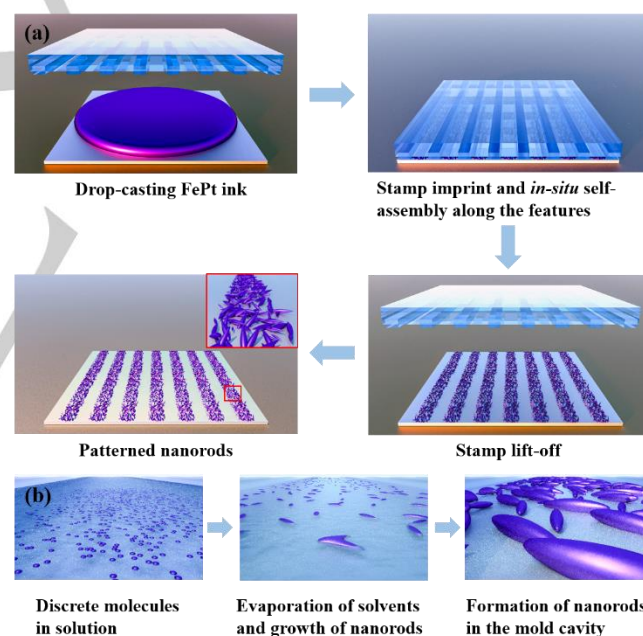 (a)
Drop-casting FePt ink
Stamp imprint and in-situ self-
assembly along the features
Patterned nanorods
Stamp lift-off
(b)
Discrete molecules
in solution
Evaporation of solvents
and growth of nanorods
Formation of nanorods
in the mold cavity